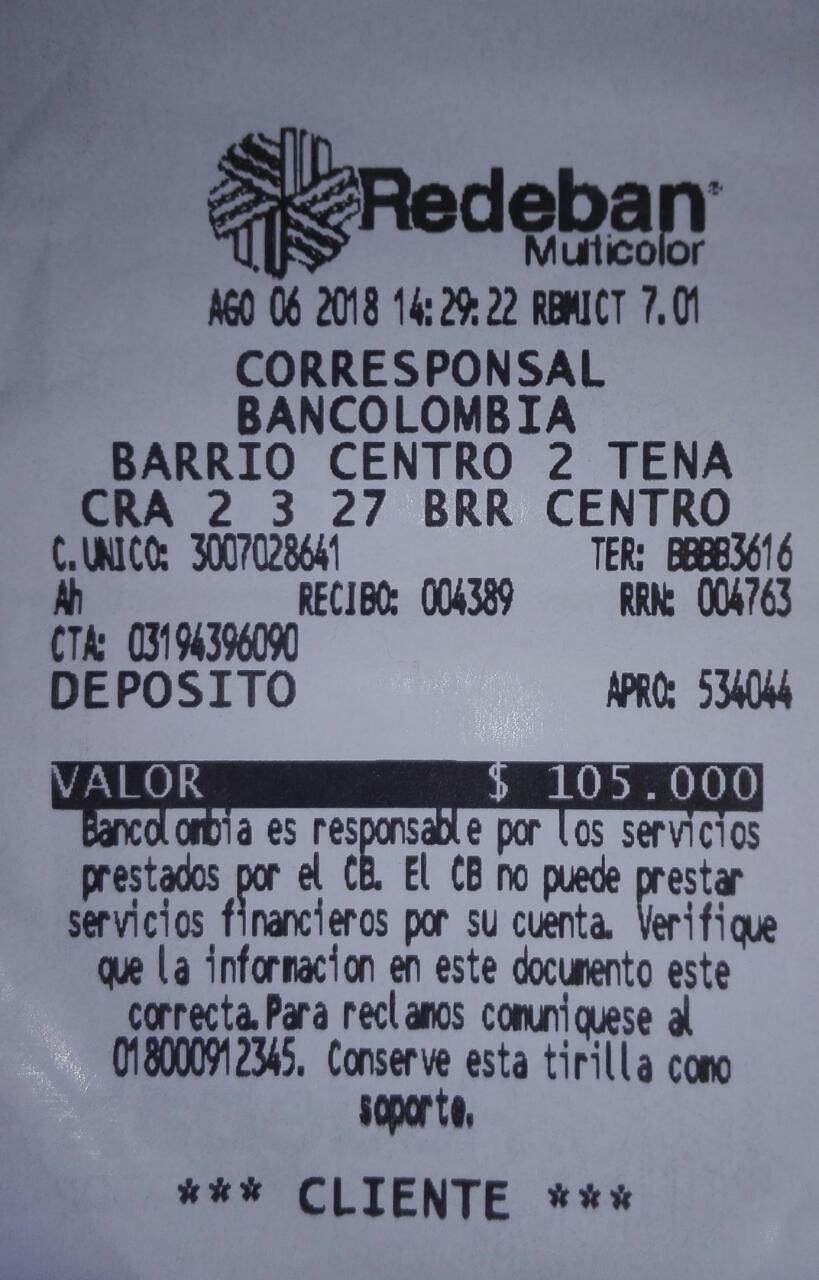 Redeban®
Multicolor
AGO 06 2018 14:29:22 RBMICT 7.01
CORRESPONSAL
BANCOLOMBIA
BARRIO CENTRO 2 TENA
CRA 2 3 27 BRR CENTRO
C.UNICO: 3007028641 TER: BBBB3616
Ah RECIBO: 004389 RRN: 004763
CTA: 03194396090
DEPOSITO APRO: 534044
VALOR $ 105.000
Bancolombia es responsable por los servicios
prestados por el CB. El CB no puede prestar
servicios financieros por su cuenta. Verifique
que la informacion en este documento este
correcta.Para reclamos comuniquese al
018000912345. Conserve esta tirilla como
soporte.
*** CLIENTE ***